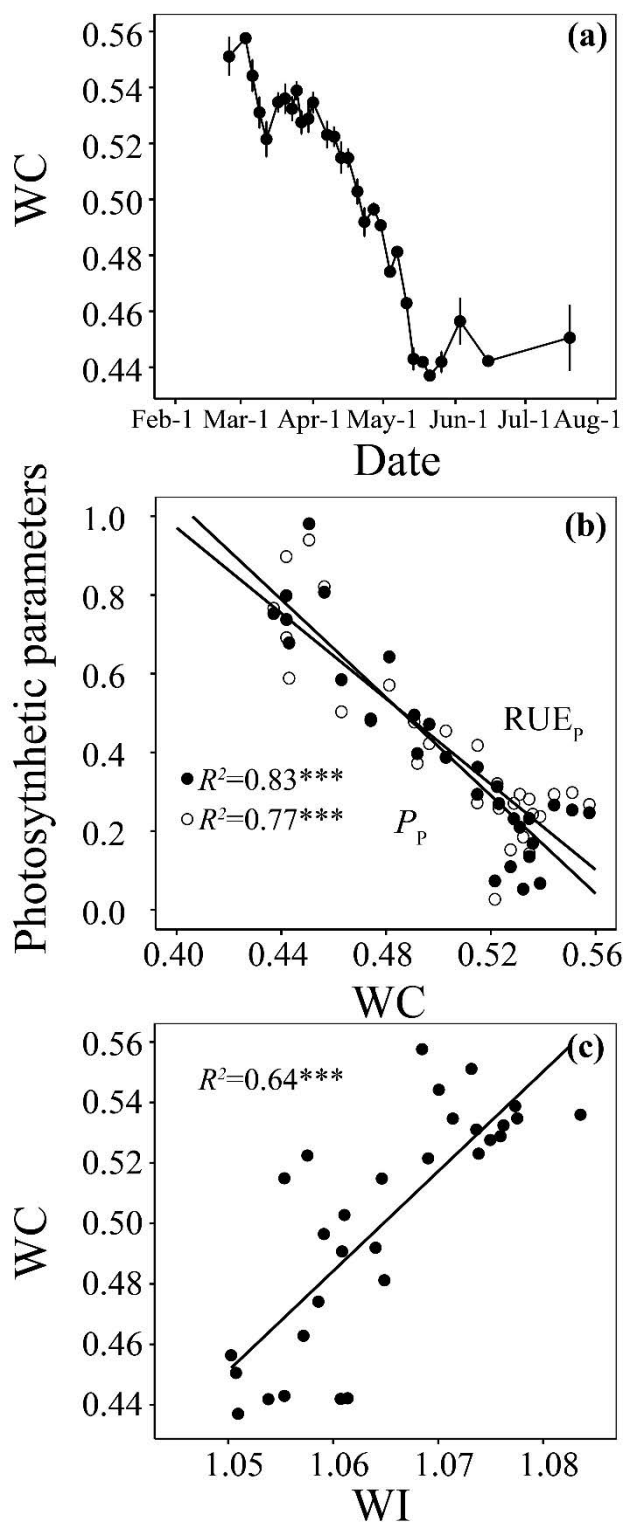 (a)
WC
0.56
0.54
0.52
0.50
0.48
0.46
0.44
Feb-1 Mar-1 Apr-1 May-1 Jun-1 Jul-1 Aug-1
Date
(b)
Photosytnhetic parameters
1.0
0.8
0.6
0.4
0.2
0.0
RUEP
R²=0.83***
R²=0.77***
PP
0.40 0.44 0.48 0.52 0.56
WC
(c)
WC
0.56
0.54
0.52
0.50
0.48
0.46
0.44
R²=0.64***
1.05 1.06 1.07 1.08
WI